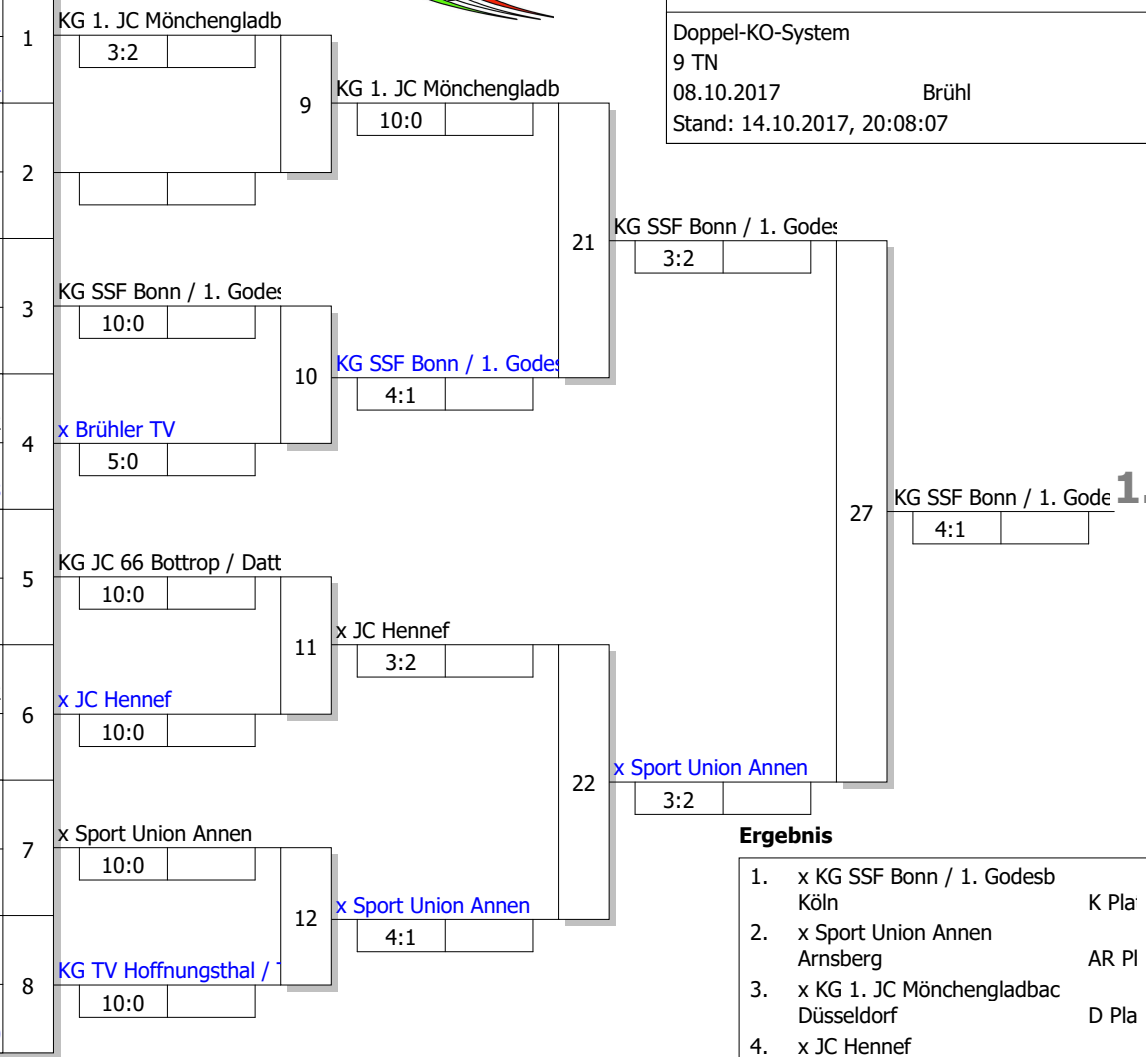 KG 1. JC Mönchengladb
1
3:2
Doppel-KO-System
9 TN
08.10.2017 Brühl
Stand: 14.10.2017, 20:08:07
9
KG 1. JC Mönchengladb
10:0
2
21
KG SSF Bonn / 1. Godes
3:2
KG SSF Bonn / 1. Godes
3
10:0
10
KG SSF Bonn / 1. Godes
4:1
x Brühler TV
4
5:0
27
KG SSF Bonn / 1. Gode
1.
4:1
KG JC 66 Bottrop / Datt
5
10:0
11
x JC Hennef
3:2
x JC Hennef
6
10:0
22
x Sport Union Annen
3:2
x Sport Union Annen
7
10:0
12
x Sport Union Annen
4:1
KG TV Hoffnungsthal /
8
10:0
Ergebnis
1. x KG SSF Bonn / 1. Godesb
Köln K Pla
2. x Sport Union Annen
Arnsberg AR Pl
3. x KG 1. JC Mönchengladbac
Düsseldorf D Pla
4. x JC Hennef